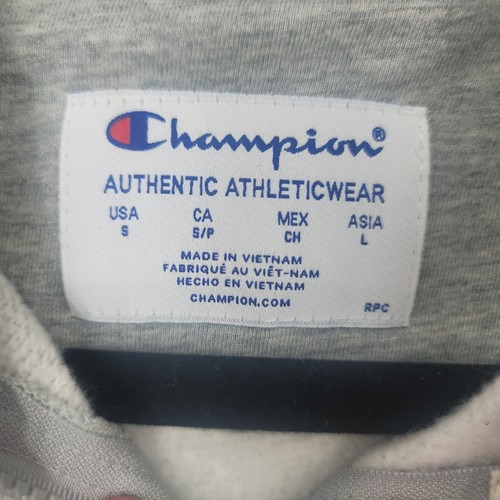 Champion®
AUTHENTIC ATHLETICWEAR
USA CA MEX ASIA
S S/P CH L
MADE IN VIETNAM
FABRIQUÉ AU VIÊT-NAM
HECHO EN VIETNAM
CHAMPION.COM
RPC